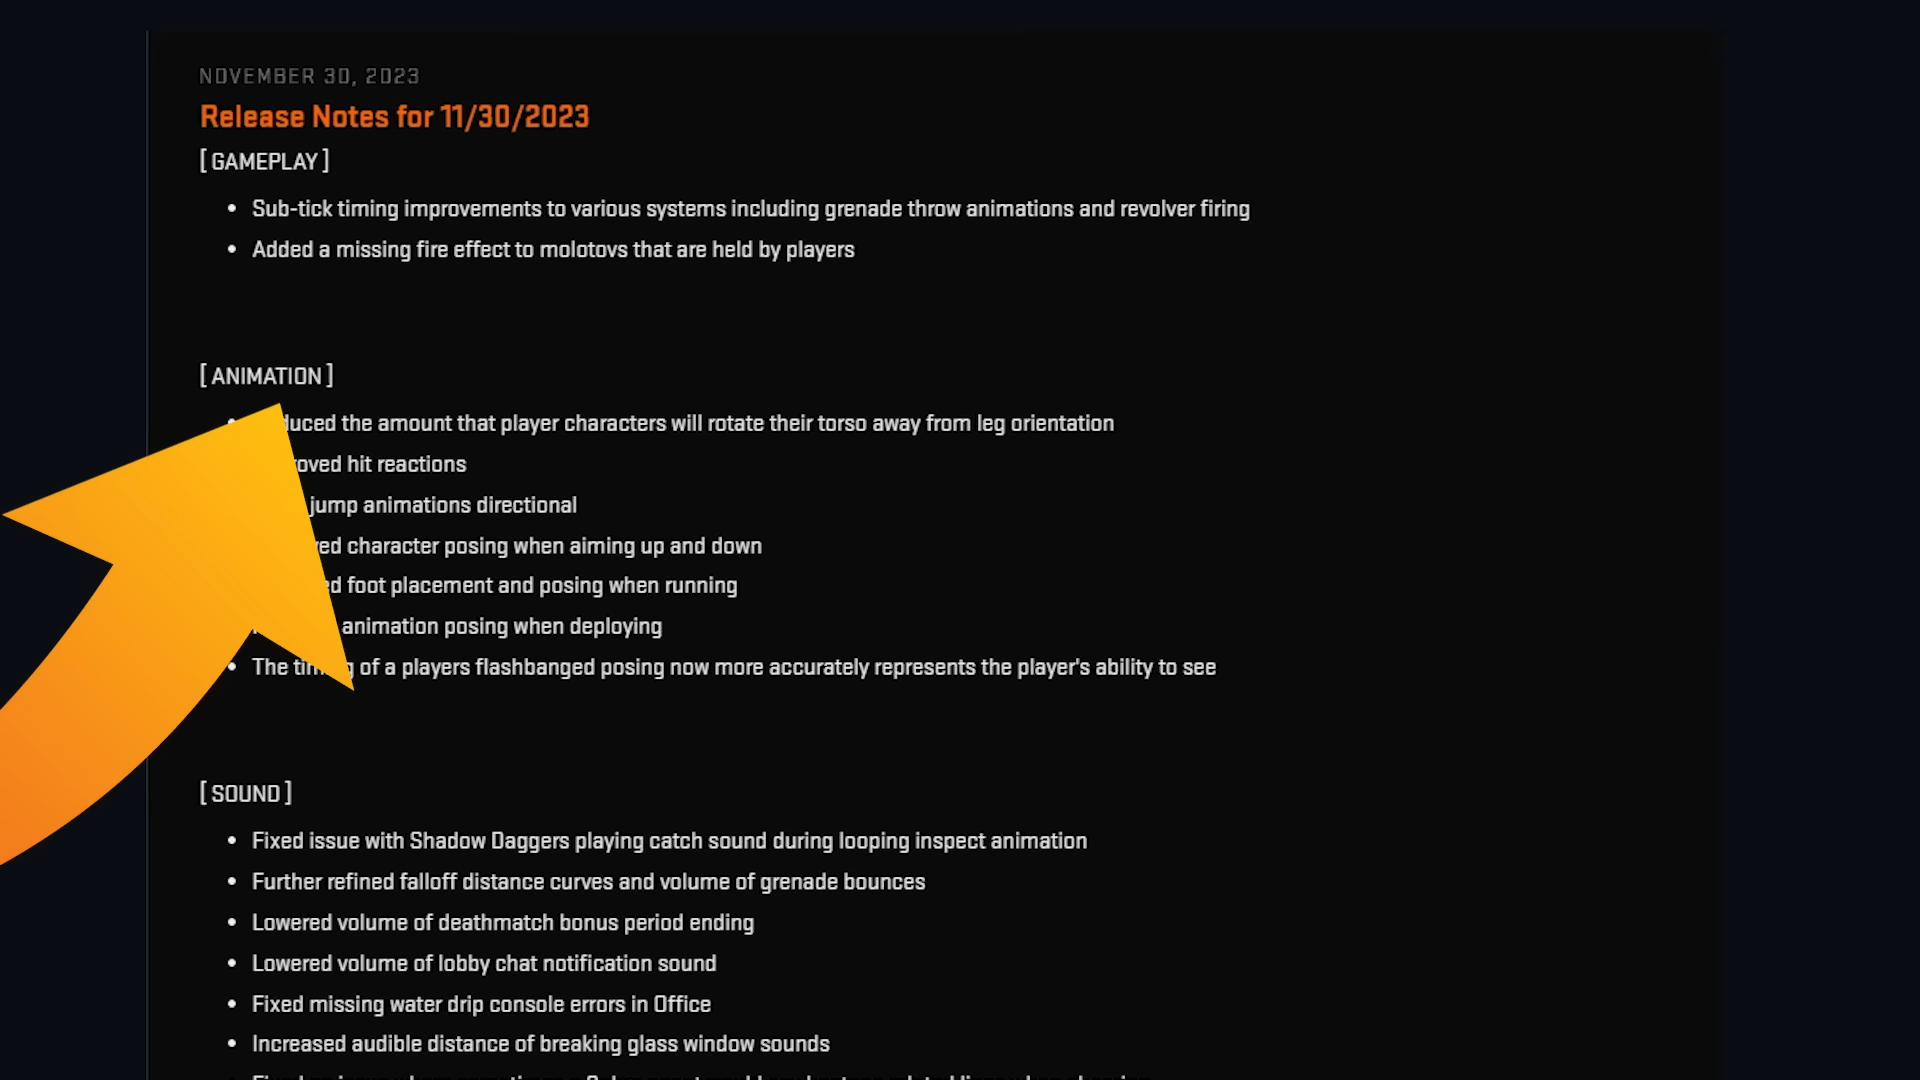 NOVEMBER 30, 2023
Release Notes for 11/30/2023
[ GAMEPLAY ]
• Sub-tick timing improvements to various systems including grenade throw animations and revolver firing
• Added a missing fire effect to molotovs that are held by players
[ ANIMATION ]
the amount that player characters will rotate their torso away from leg orientation
hit reactions
jump animations directional
character posing when aiming up and down
foot placement and posing when running
animation posing when deploying
• The of a players flashbanged posing now more accurately represents the player's ability to see
[ SOUND ]
• Fixed issue with Shadow Daggers playing catch sound during looping inspect animation
• Further refined falloff distance curves and volume of grenade bounces
• Lowered volume of deathmatch bonus period ending
• Lowered volume of lobby chat notification sound
• Fixed missing water drip console errors in Office
• Increased audible distance of breaking glass window sounds